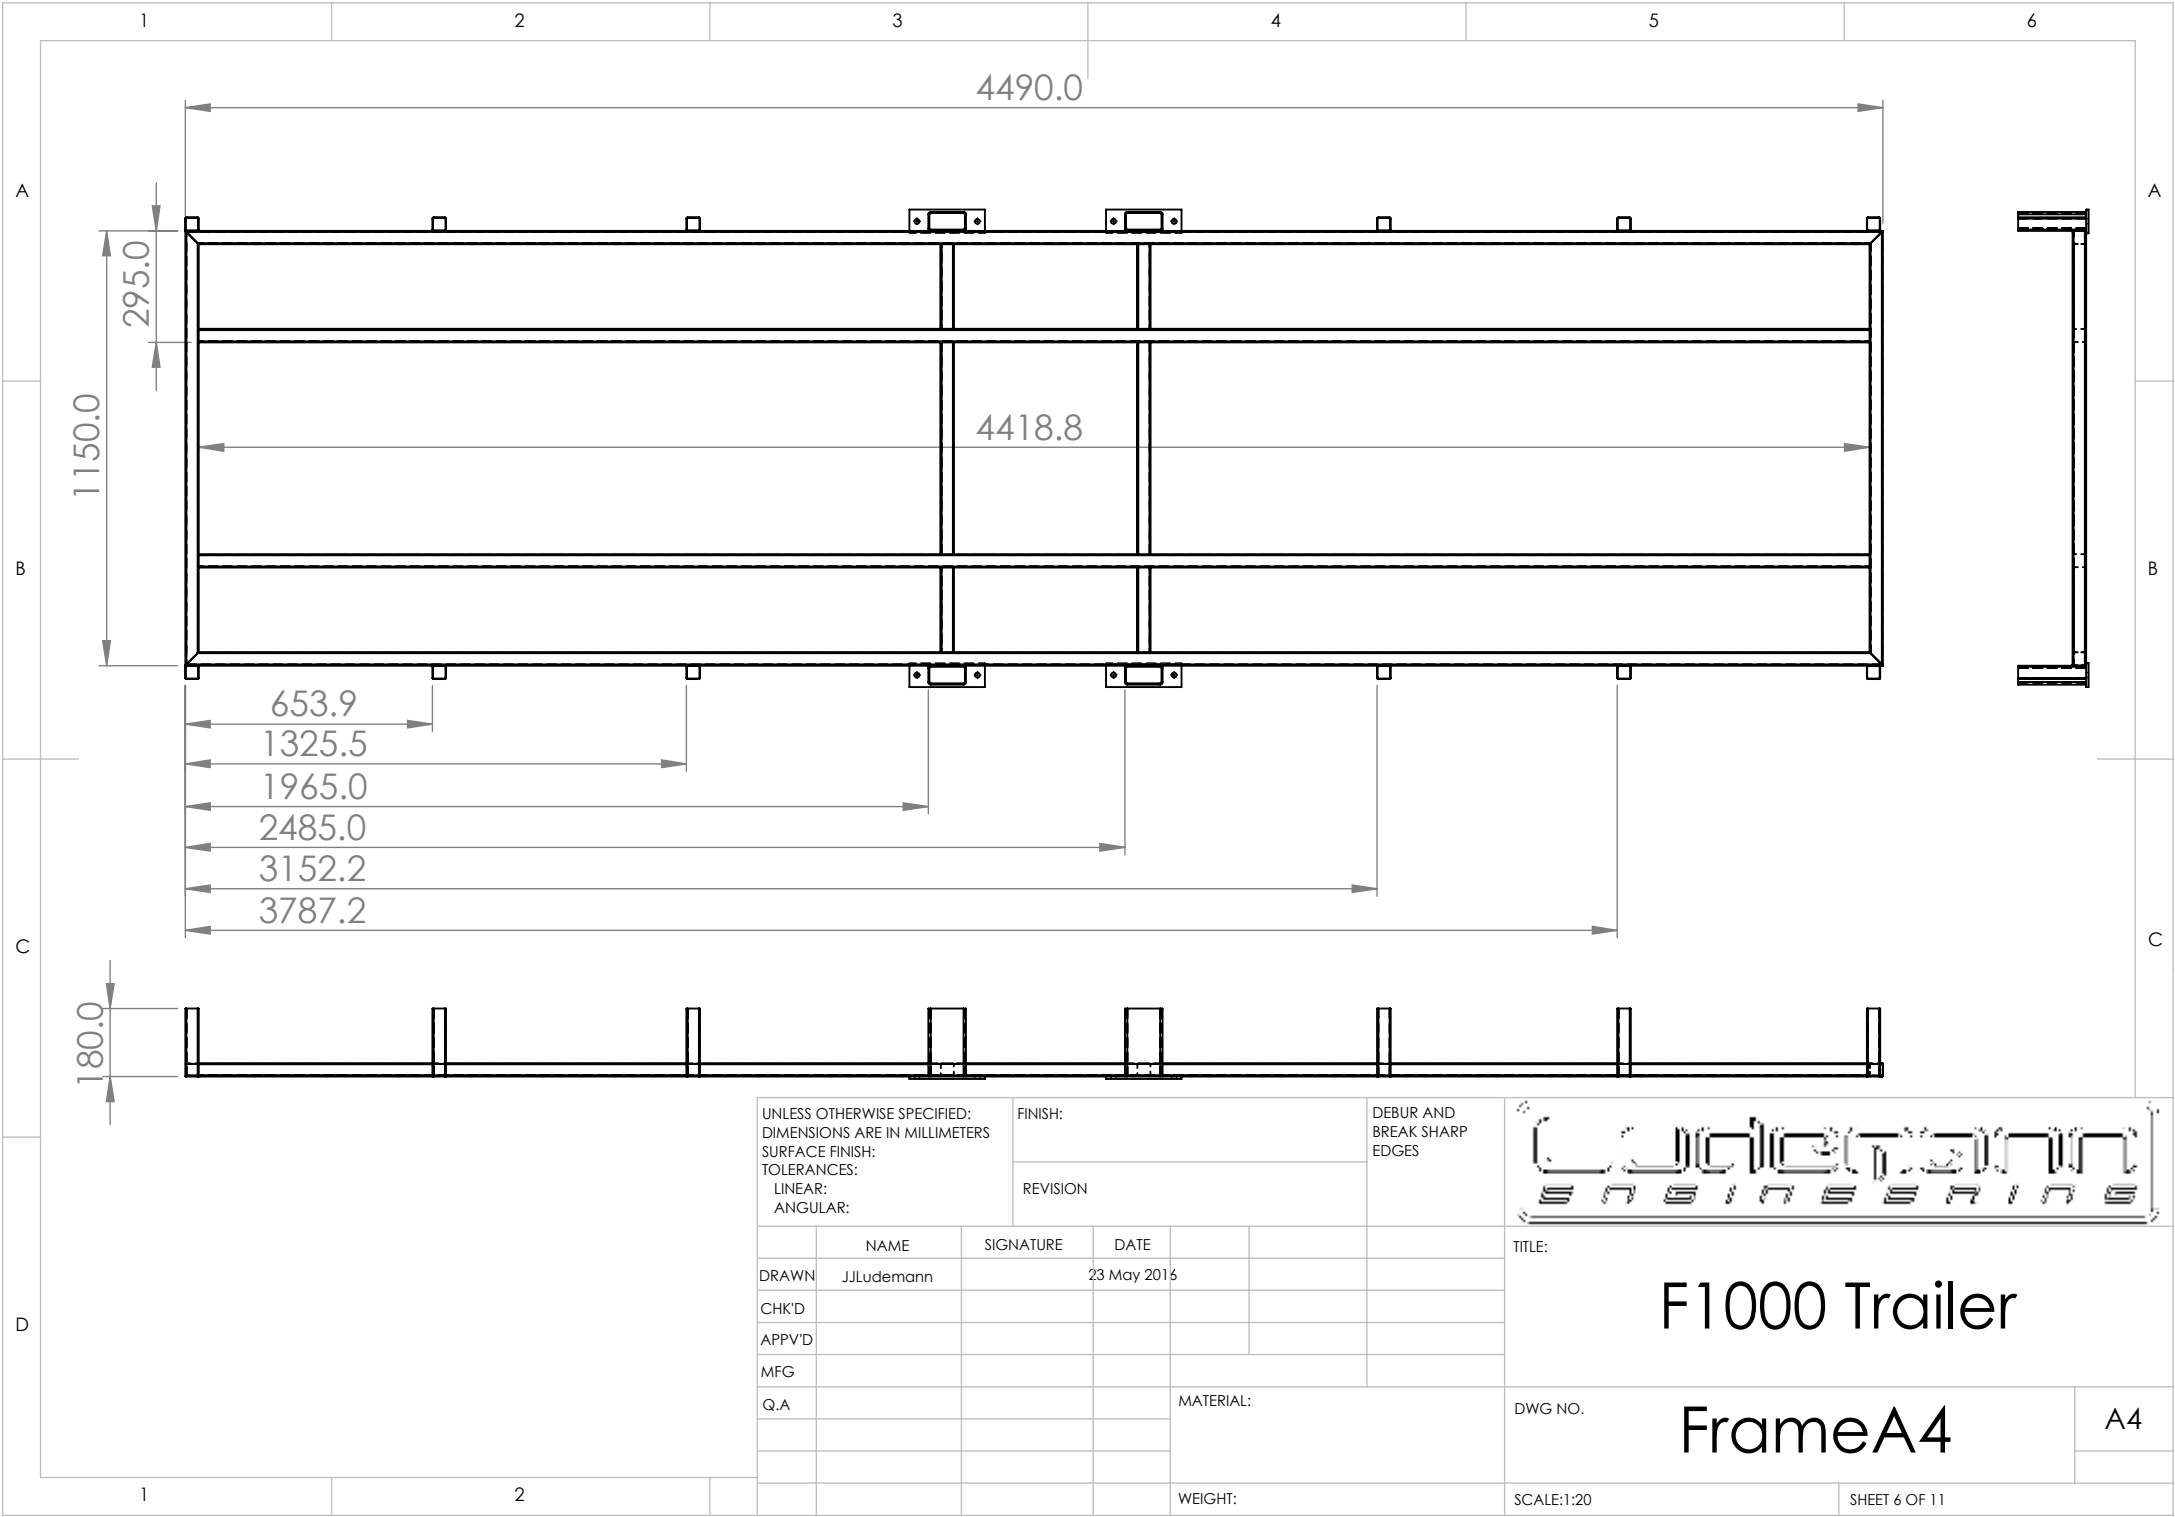 1 2 3 4 5 6
4490.0
A A
295.0
1150.0
4418.8
B B
653.9
1325.5
1965.0
2485.0
3152.2
3787.2
C C
180.0
UNLESS OTHERWISE SPECIFIED:
DIMENSIONS ARE IN MILLIMETERS
SURFACE FINISH:
TOLERANCES:
LINEAR:
ANGULAR:
FINISH:
REVISION
DEBUR AND
BREAK SHARP
EDGES
Ludemann
ENGINEERING
NAME SIGNATURE DATE
DRAWN JJLudemann 23 May 2016
CHK'D
APPV'D
MFG
Q.A
MATERIAL:
WEIGHT:
TITLE:
F1000 Trailer
DWG NO.
FrameA4
A4
SCALE:1:20
SHEET 6 OF 11
D
1 2